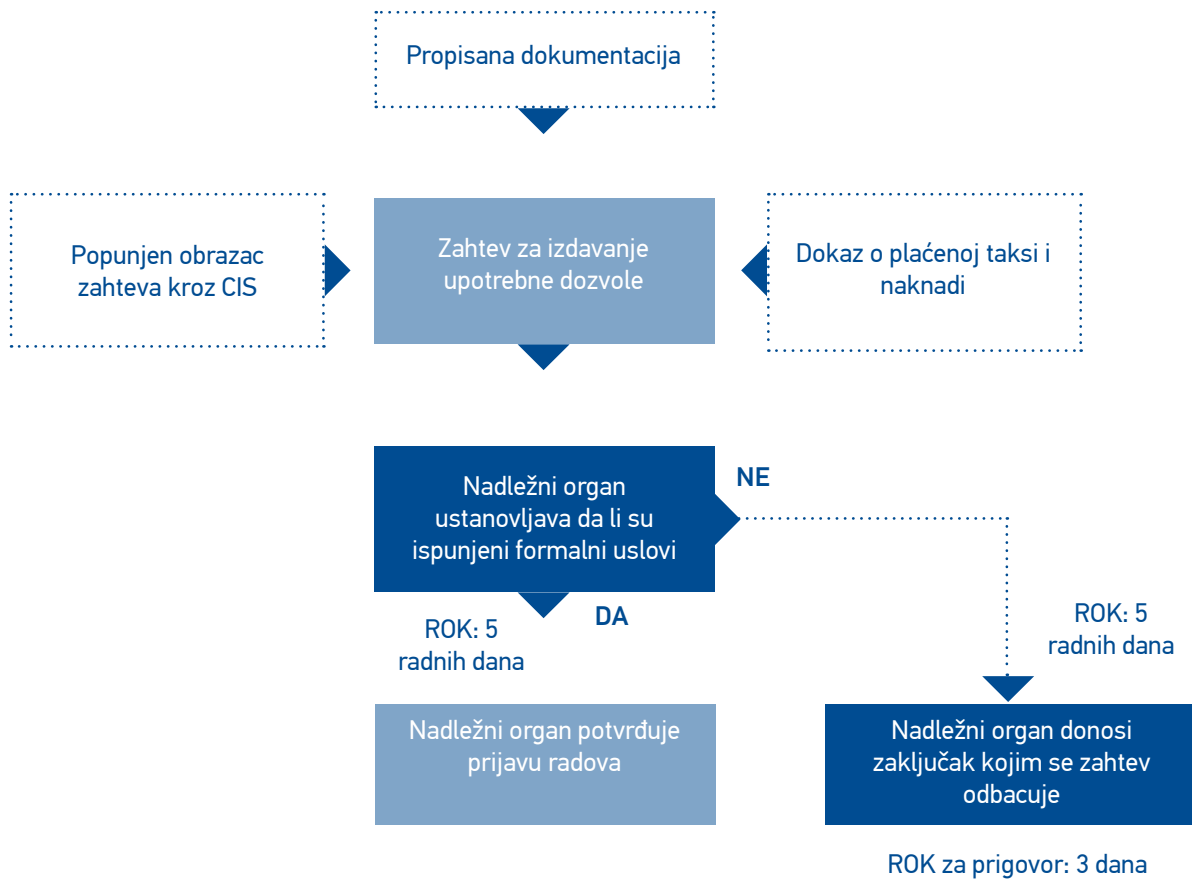 Propisana dokumentacija
Popunjen obrazac
zahteva kroz CIS
Zahtev za izdavanje
upotrebne dozvole
Dokaz o plaćenoj taksi i
naknadi
Nadležni organ
ustanovljava da li su
ispunjeni formalni uslovi
NE
DA
ROK: 5
radnih dana
ROK: 5
radnih dana
Nadležni organ potvrđuje
prijavu radova
Nadležni organ donosi
zaključak kojim se zahtev
odbacuje
ROK za prigovor: 3 dana